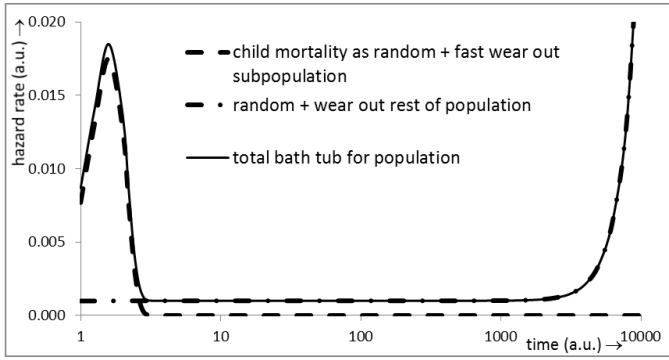 hazard rate (a.u.) →
0.020
0.015
0.010
0.005
0.000
child mortality as random + fast wear out
subpopulation
random + wear out rest of population
total bath tub for population
1
10
100
1000
10000
time (a.u.) →